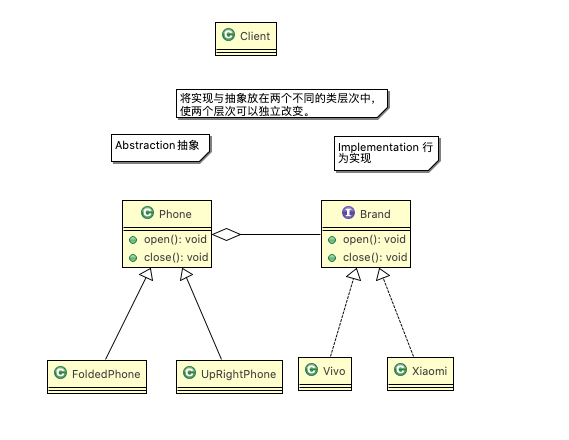 C Client
将实现与抽象放在两个不同的类层次中，
使两个层次可以独立改变。
Abstraction 抽象
Implementation 行
为实现
C Phone
open(): void
close(): void
I Brand
open(): void
close(): void
C FoldedPhone
C UpRightPhone
C Vivo
C Xiaomi